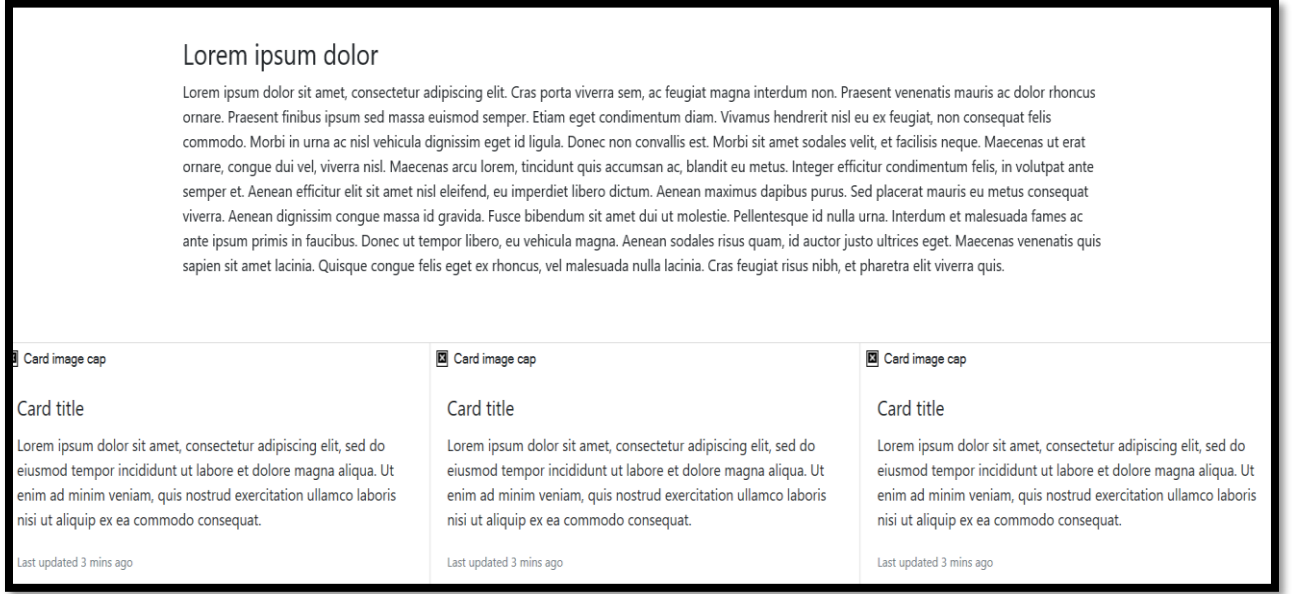 Lorem ipsum dolor
Lorem ipsum dolor sit amet, consectetur adipiscing elit. Cras porta viverra sem, ac feugiat magna interdum non. Praesent venenatis mauris ac dolor rhoncus
ornare. Praesent finibus ipsum sed massa euismod semper. Etiam eget condimentum diam. Vivamus hendrerit nisl eu ex feugiat, non consequat felis
commodo. Morbi in urna ac nisl vehicula dignissim eget id ligula. Donec non convallis est. Morbi sit amet sodales velit, et facilisis neque. Maecenas ut erat
ornare, congue dui vel, viverra nisl. Maecenas arcu lorem, tincidunt quis accumsan ac, blandit eu metus. Integer efficitur condimentum felis, in volutpat ante
semper et. Aenean efficitur elit sit amet nisl eleifend, eu imperdiet libero dictum. Aenean maximus dapibus purus. Sed placerat mauris eu metus consequat
viverra. Aenean dignissim congue massa id gravida. Fusce bibendum sit amet dui ut molestie. Pellentesque id nulla urna. Interdum et malesuada fames ac
ante ipsum primis in faucibus. Donec ut tempor libero, eu vehicula magna. Aenean sodales risus quam, id auctor justo ultrices eget. Maecenas venenatis quis
sapien sit amet lacinia. Quisque congue felis eget ex rhoncus, vel malesuada nulla lacinia. Cras feugiat risus nibh, et pharetra elit viverra quis.
Card image cap
Card title
Lorem ipsum dolor sit amet, consectetur adipiscing elit, sed do
eiusmod tempor incididunt ut labore et dolore magna aliqua. Ut
enim ad minim veniam, quis nostrud exercitation ullamco laboris
nisi ut aliquip ex ea commodo consequat.
Last updated 3 mins ago
Card image cap
Card title
Lorem ipsum dolor sit amet, consectetur adipiscing elit, sed do
eiusmod tempor incididunt ut labore et dolore magna aliqua. Ut
enim ad minim veniam, quis nostrud exercitation ullamco laboris
nisi ut aliquip ex ea commodo consequat.
Last updated 3 mins ago
Card image cap
Card title
Lorem ipsum dolor sit amet, consectetur adipiscing elit, sed do
eiusmod tempor incididunt ut labore et dolore magna aliqua. Ut
enim ad minim veniam, quis nostrud exercitation ullamco laboris
nisi ut aliquip ex ea commodo consequat.
Last updated 3 mins ago